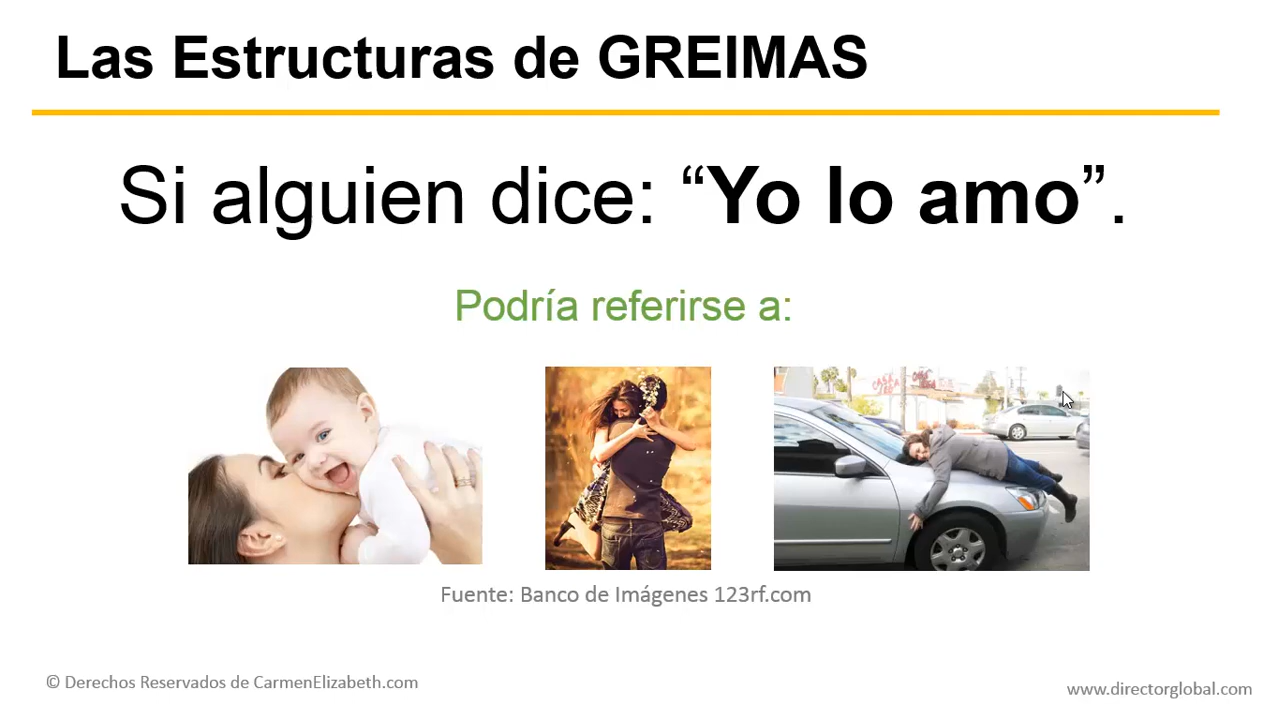 Las Estructuras de GREIMAS
Si alguien dice: “Yo lo amo”.
Podría referirse a:
Fuente: Banco de Imágenes 123rf.com
© Derechos Reservados de CarmenElizabeth.com
www.directorglobal.com